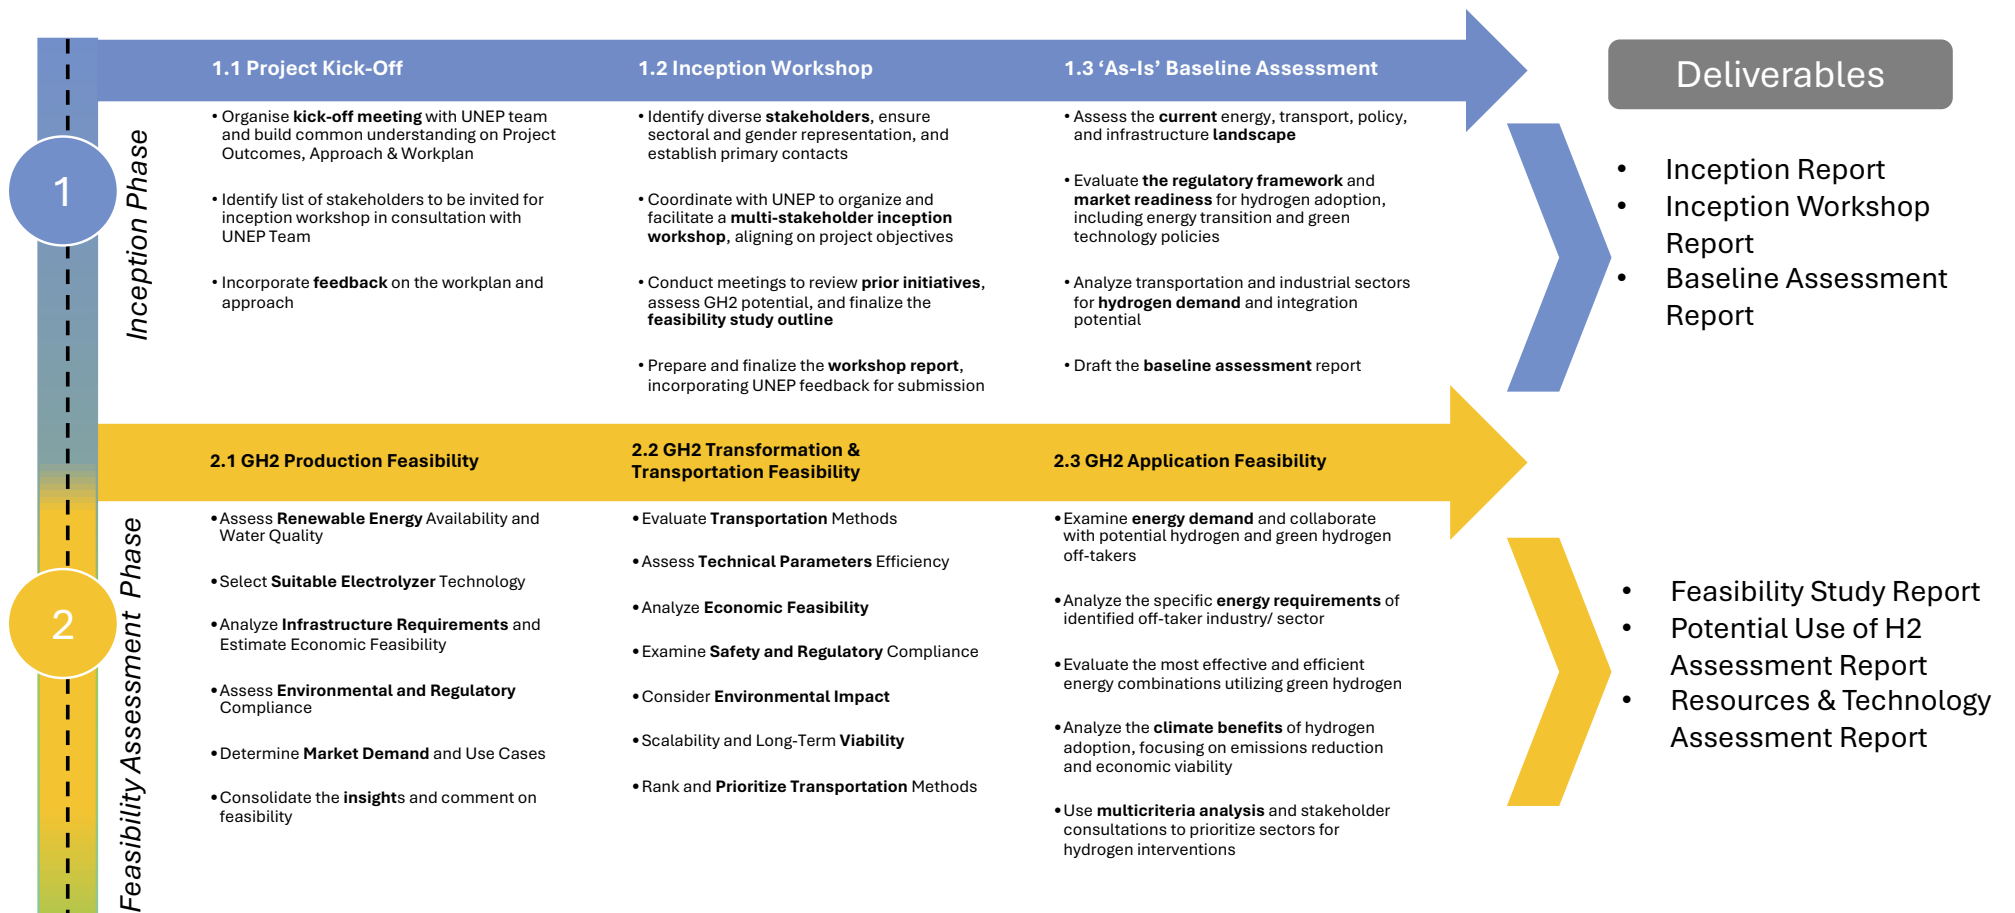 1.1 Project Kick-Off
1.2 Inception Workshop
1.3 ‘As-Is’ Baseline Assessment
Deliverables
1
Inception Phase
• Organise kick-off meeting with UNEP team
and build common understanding on Project
Outcomes, Approach & Workplan
• Identify list of stakeholders to be invited for
inception workshop in consultation with
UNEP Team
• Incorporate feedback on the workplan and
approach
• Identify diverse stakeholders, ensure
sectoral and gender representation, and
establish primary contacts
• Coordinate with UNEP to organize and
facilitate a multi-stakeholder inception
workshop, aligning on project objectives
• Conduct meetings to review prior initiatives,
assess GH2 potential, and finalize the
feasibility study outline
• Prepare and finalize the workshop report,
incorporating UNEP feedback for submission
• Assess the current energy, transport, policy,
and infrastructure landscape
• Evaluate the regulatory framework and
market readiness for hydrogen adoption,
including energy transition and green
technology policies
• Analyze transportation and industrial sectors
for hydrogen demand and integration
potential
• Draft the baseline assessment report
• Inception Report
• Inception Workshop
Report
• Baseline Assessment
Report
2.1 GH2 Production Feasibility
2.2 GH2 Transformation &
Transportation Feasibility
2.3 GH2 Application Feasibility
2
Feasibility Assessment Phase
• Assess Renewable Energy Availability and
Water Quality
• Select Suitable Electrolyzer Technology
• Analyze Infrastructure Requirements and
Estimate Economic Feasibility
• Assess Environmental and Regulatory
Compliance
• Determine Market Demand and Use Cases
• Consolidate the insights and comment on
feasibility
• Evaluate Transportation Methods
• Assess Technical Parameters Efficiency
• Analyze Economic Feasibility
• Examine Safety and Regulatory Compliance
• Consider Environmental Impact
• Scalability and Long-Term Viability
• Rank and Prioritize Transportation Methods
• Examine energy demand and collaborate
with potential hydrogen and green hydrogen
off-takers
• Analyze the specific energy requirements of
identified off-taker industry/ sector
• Evaluate the most effective and efficient
energy combinations utilizing green hydrogen
• Analyze the climate benefits of hydrogen
adoption, focusing on emissions reduction
and economic viability
• Use multicriteria analysis and stakeholder
consultations to prioritize sectors for
hydrogen interventions
• Feasibility Study Report
• Potential Use of H2
Assessment Report
• Resources & Technology
Assessment Report